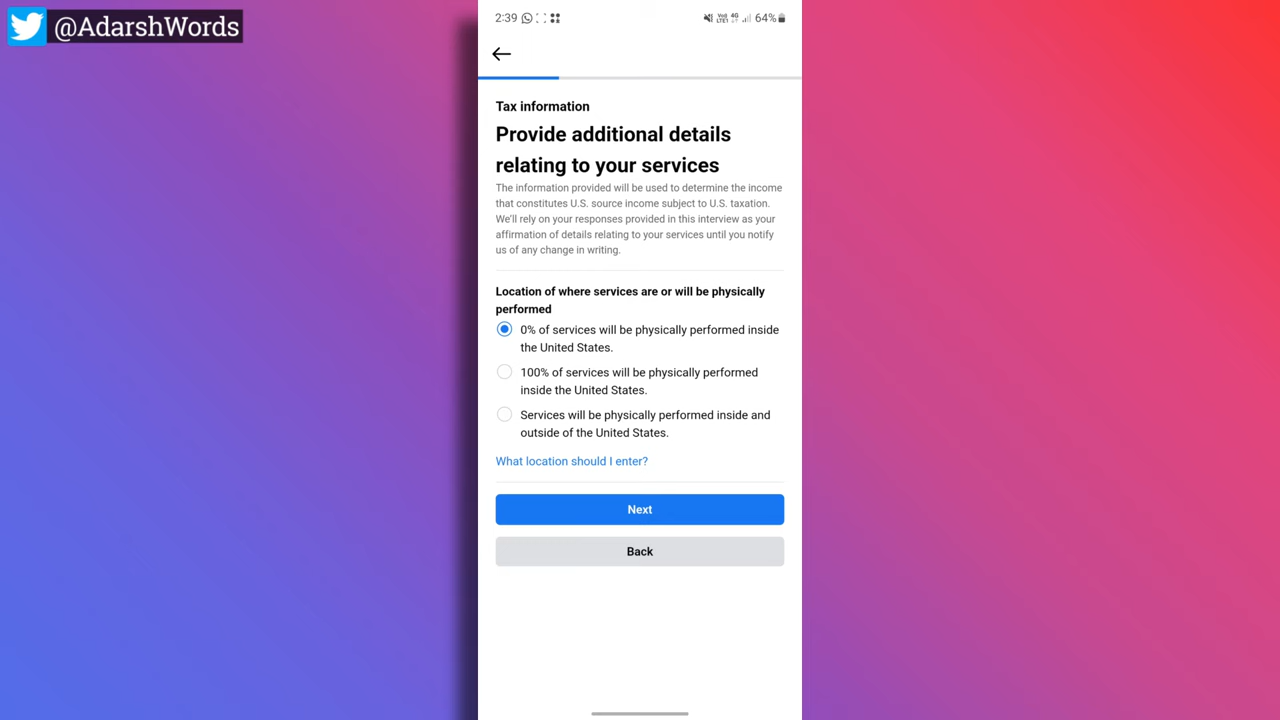 @AdarshWords
2:39
VoLTE1 4G 64%
Tax information
Provide additional details
relating to your services
The information provided will be used to determine the income
that constitutes U.S. source income subject to U.S. taxation.
We'll rely on your responses provided in this interview as your
affirmation of details relating to your services until you notify
us of any change in writing.
Location of where services are or will be physically
performed
0% of services will be physically performed inside
the United States.
100% of services will be physically performed
inside the United States.
Services will be physically performed inside and
outside of the United States.
What location should I enter?
Next
Back